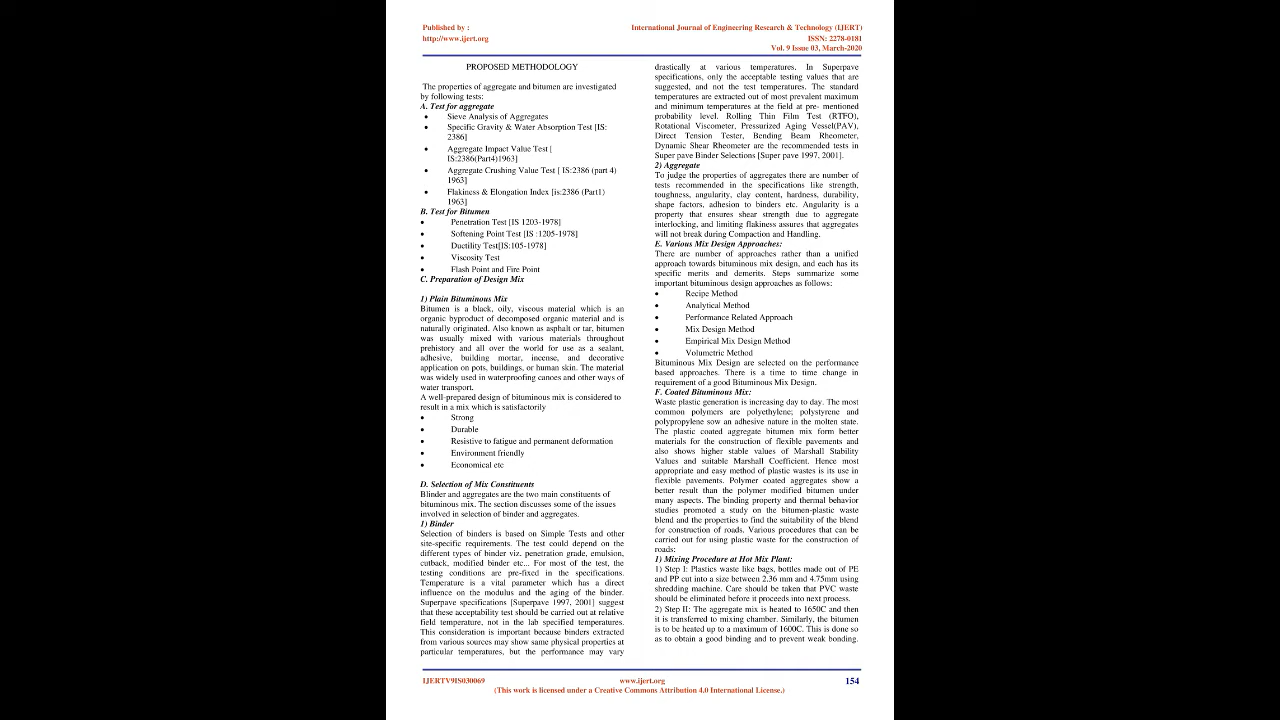 Published by :
http://www.ijert.org
International Journal of Engineering Research & Technology (IJERT)
ISSN: 2278-0181
Vol. 9 Issue 03, March-2020
PROPOSED METHODOLOGY
The properties of aggregate and bitumen are investigated
by following tests:
A. Test for aggregate
• Sieve Analysis of Aggregates
• Specific Gravity & Water Absorption Test [IS:
2386]
• Aggregate Impact Value Test [
IS:2386(Part4)1963]
• Aggregate Crushing Value Test [ IS:2386 (part 4)
1963]
• Flakiness & Elongation Index [is:2386 (Part1)
1963]
B. Test for Bitumen
• Penetration Test [IS 1203-1978]
• Softening Point Test [IS :1205-1978]
• Ductility Test[IS:105-1978]
• Viscosity Test
• Flash Point and Fire Point
C. Preparation of Design Mix
1) Plain Bituminous Mix
Bitumen is a black, oily, viscous material which is an
organic byproduct of decomposed organic material and is
naturally originated. Also known as asphalt or tar, bitumen
was usually mixed with various materials throughout
prehistory and all over the world for use as a sealant,
adhesive, building mortar, incense, and decorative
application on pots, buildings, or human skin. The material
was widely used in waterproofing canoes and other ways of
water transport.
A well-prepared design of bituminous mix is considered to
result in a mix which is satisfactorily
• Strong
• Durable
• Resistive to fatigue and permanent deformation
• Environment friendly
• Economical etc
D. Selection of Mix Constituents
Blinder and aggregates are the two main constituents of
bituminous mix. The section discusses some of the issues
involved in selection of binder and aggregates.
1) Binder
Selection of binders is based on Simple Tests and other
site-specific requirements. The test could depend on the
different types of binder viz. penetration grade, emulsion,
cutback, modified binder etc... For most of the test, the
testing conditions are pre-fixed in the specifications.
Temperature is a vital parameter which has a direct
influence on the modulus and the aging of the binder.
Superpave specifications [Superpave 1997, 2001] suggest
that these acceptability test should be carried out at relative
field temperature, not in the lab specified temperatures.
This consideration is important because binders extracted
from various sources may show same physical properties at
particular temperatures, but the performance may vary
drastically at various temperatures. In Superpave
specifications, only the acceptable testing values that are
suggested, and not the test temperatures. The standard
temperatures are extracted out of most prevalent maximum
and minimum temperatures at the field at pre- mentioned
probability level. Rolling Thin Film Test (RTFO),
Rotational Viscometer, Pressurized Aging Vessel(PAV),
Direct Tension Tester, Bending Beam Rheometer,
Dynamic Shear Rheometer are the recommended tests in
Super pave Binder Selections [Super pave 1997, 2001].
2) Aggregate
To judge the properties of aggregates there are number of
tests recommended in the specifications like strength,
toughness, angularity, clay content, hardness, durability,
shape factors, adhesion to binders etc. Angularity is a
property that ensures shear strength due to aggregate
interlocking, and limiting flakiness assures that aggregates
will not break during Compaction and Handling.
E. Various Mix Design Approaches:
There are number of approaches rather than a unified
approach towards bituminous mix design, and each has its
specific merits and demerits. Steps summarize some
important bituminous design approaches as follows:
• Recipe Method
• Analytical Method
• Performance Related Approach
• Mix Design Method
• Empirical Mix Design Method
• Volumetric Method
Bituminous Mix Design are selected on the performance
based approaches. There is a time to time change in
requirement of a good Bituminous Mix Design.
F. Coated Bituminous Mix:
Waste plastic generation is increasing day to day. The most
common polymers are polyethylene; polystyrene and
polypropylene sow an adhesive nature in the molten state.
The plastic coated aggregate bitumen mix form better
materials for the construction of flexible pavements and
also shows higher stable values of Marshall Stability
Values and suitable Marshall Coefficient. Hence most
appropriate and easy method of plastic wastes is its use in
flexible pavements. Polymer coated aggregates show a
better result than the polymer modified bitumen under
many aspects. The binding property and thermal behavior
studies promoted a study on the bitumen-plastic waste
blend and the properties to find the suitability of the blend
for construction of roads. Various procedures that can be
carried out for using plastic waste for the construction of
roads:
1) Mixing Procedure at Hot Mix Plant:
1) Step I: Plastics waste like bags, bottles made out of PE
and PP cut into a size between 2.36 mm and 4.75mm using
shredding machine. Care should be taken that PVC waste
should be eliminated before it proceeds into next process.
2) Step II: The aggregate mix is heated to 1650C and then
it is transferred to mixing chamber. Similarly, the bitumen
is to be heated up to a maximum of 1600C. This is done so
as to obtain a good binding and to prevent weak bonding.
IJERTV9IS030069
www.ijert.org
154
(This work is licensed under a Creative Commons Attribution 4.0 International License.)